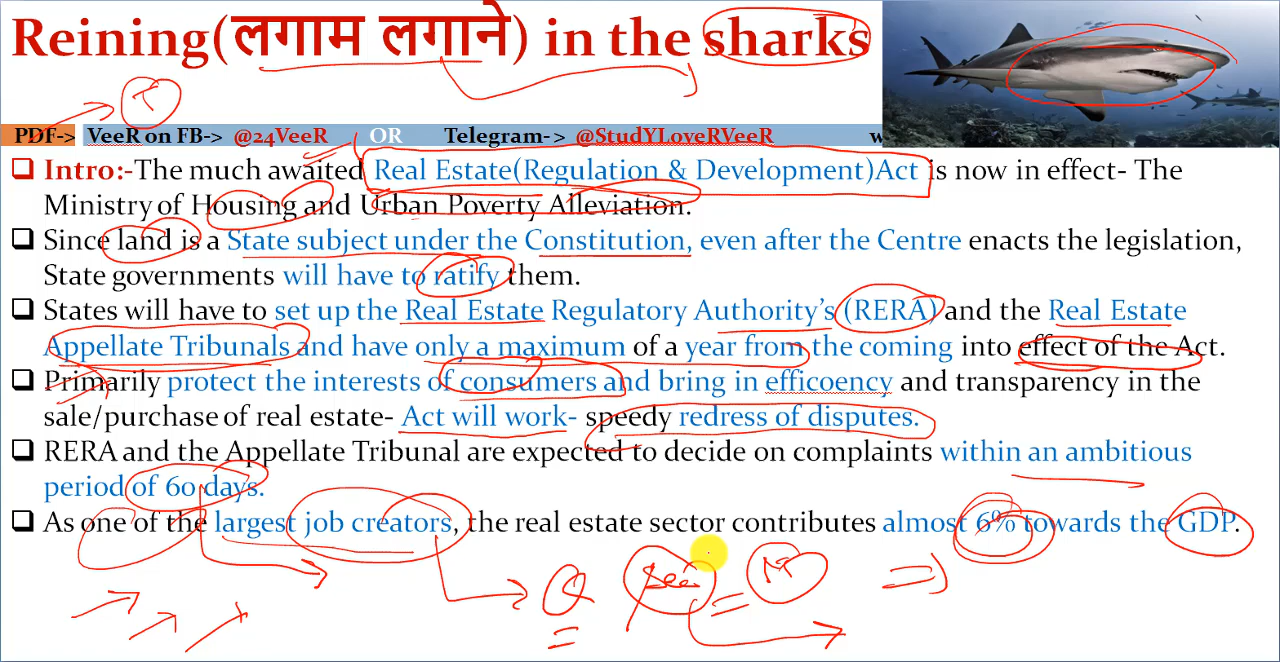 Reining(लगाम लगाने) in the sharks
T
PDF-> VeeR on FB-> @24VeeR OR Telegram- > @StudYLoveRVeeR w
Intro:-The much awaited Real Estate(Regulation & Development)Act is now in effect- The
Ministry of Housing and Urban Poverty Alleviation.
Since land is a State subject under the Constitution, even after the Centre enacts the legislation,
State governments will have to ratify them.
States will have to set up the Real Estate Regulatory Authority's (RERA) and the Real Estate
Appellate Tribunals and have only a maximum of a year from the coming into effect of the Act.
Primarily protect the interests of consumers and bring in efficoency and transparency in the
sale/purchase of real estate- Act will work- speedy redress of disputes.
RERA and the Appellate Tribunal are expected to decide on complaints within an ambitious
period of 60 days.
As one of the largest job creators, the real estate sector contributes almost 6% towards the GDP.